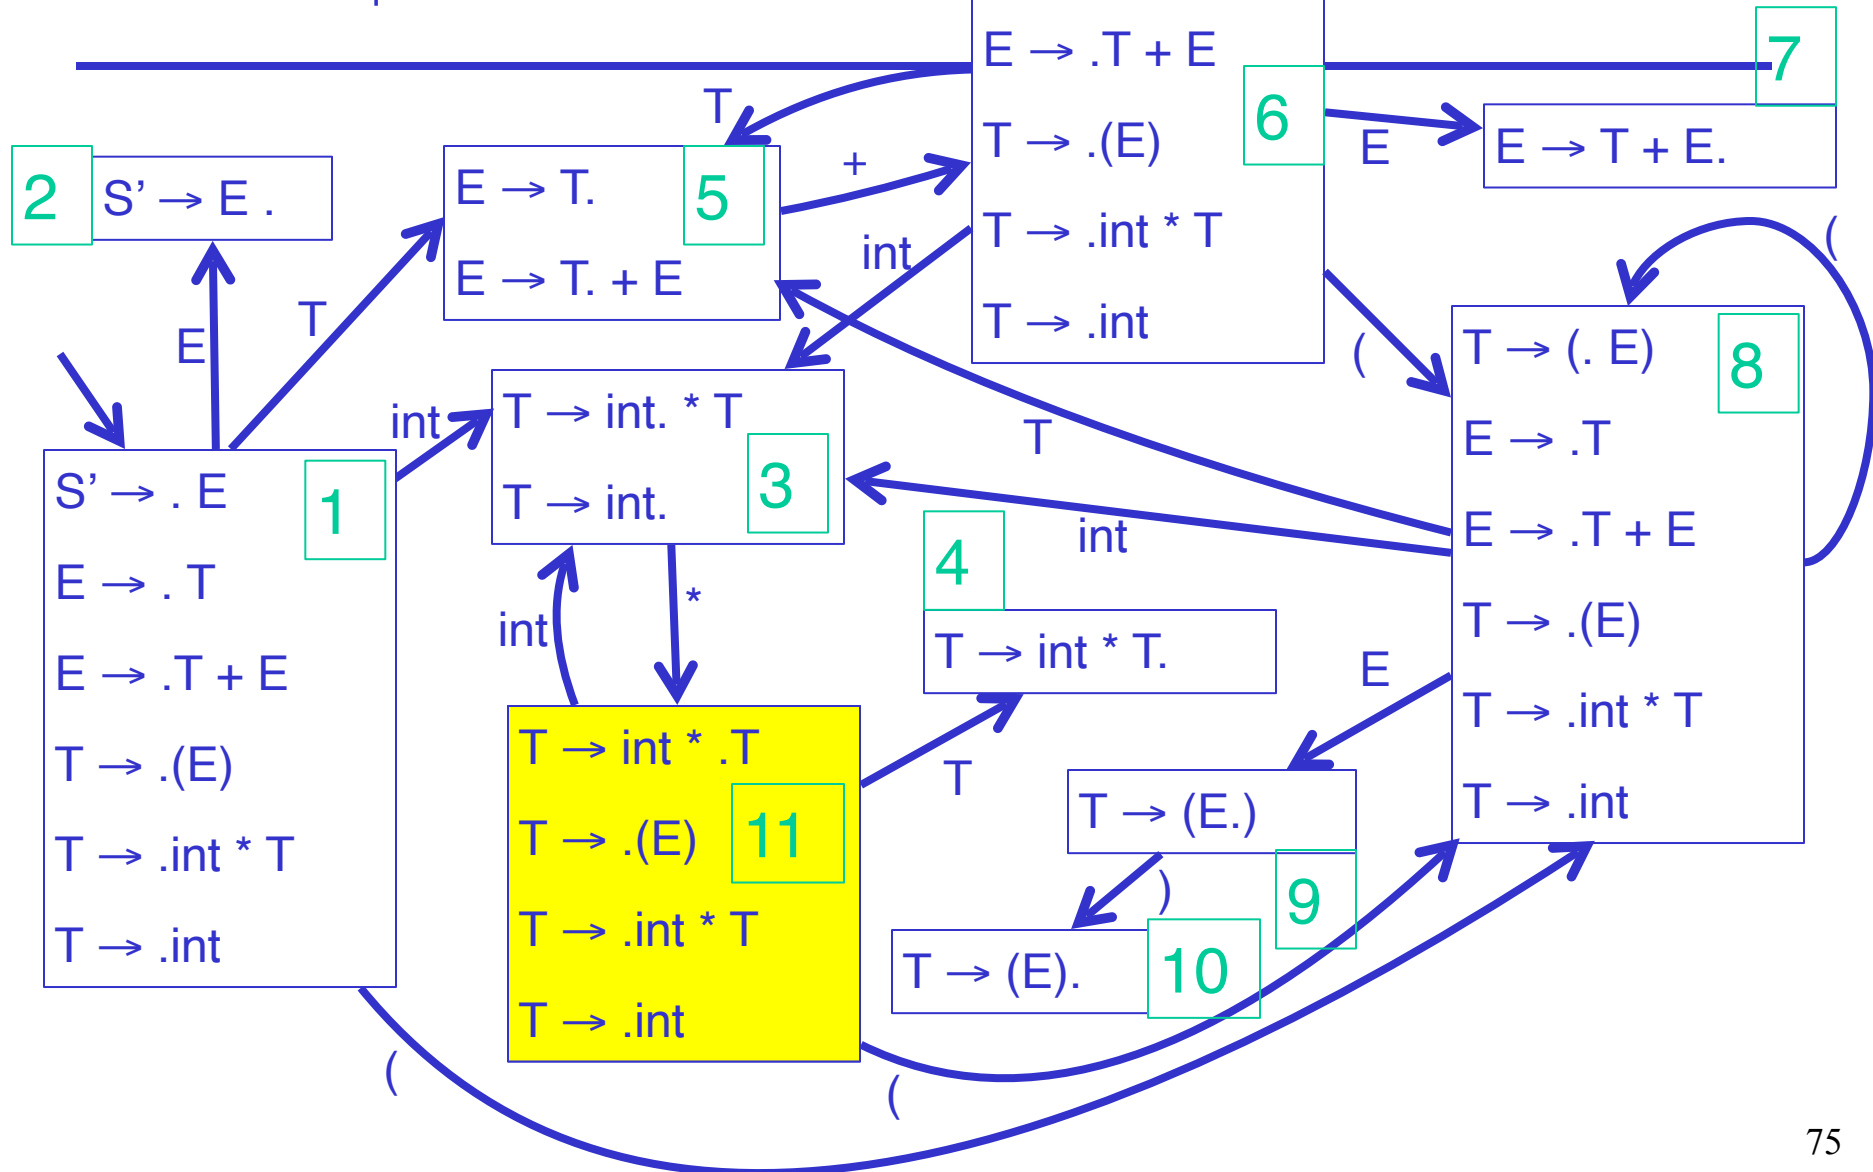 E → .T + E
T → .(E)
T → .int * T
T → .int
6
7
E
E → T + E.
2
S’ → E .
T
E → T.
E → T. + E
5
+
int
E
T
(
(
T → (. E)
E → .T
E → .T + E
T → .(E)
T → .int * T
T → .int
8
int
T → int. * T
T → int.
3
T
int
S’ → . E
E → . T
E → .T + E
T → .(E)
T → .int * T
T → .int
1
int
*
4
T → int * T.
E
T → int * .T
T → .(E)
T → .int * T
T → .int
11
T
T → (E.)
9
)
T → (E).
10
(
(
75